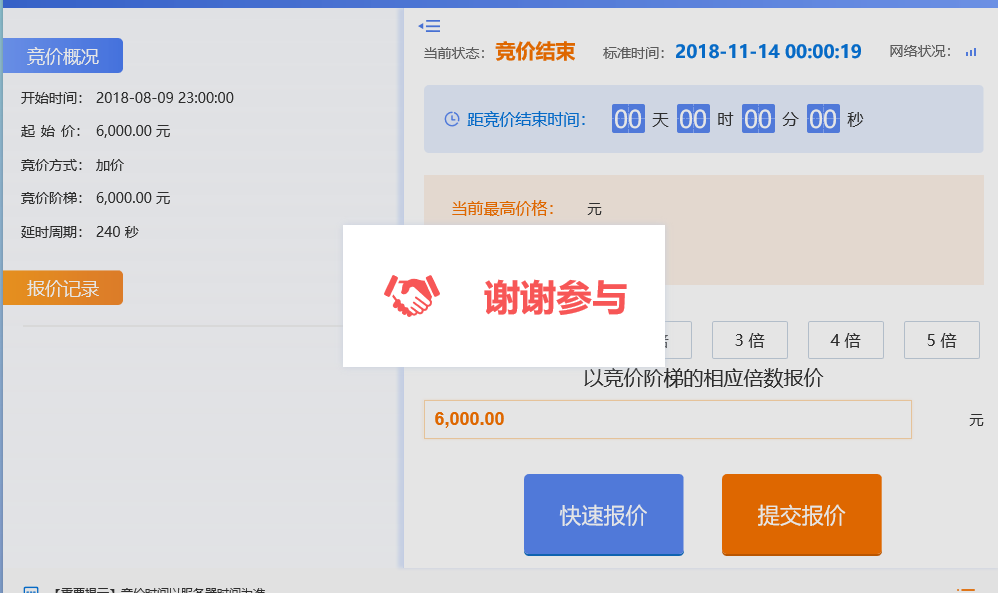 竞价概况
开始时间： 2018-08-09 23:00:00
起 始 价： 6,000.00 元
竞价方式： 加价
竞价阶梯： 6,000.00 元
延时周期： 240 秒
报价记录
当前状态： 竞价结束 标准时间： 2018-11-14 00:00:19 网络状况：
距竞价结束时间： 00 天 00 时 00 分 00 秒
当前最高价格： 元
谢谢参与
3 倍 4 倍 5 倍
以竞价阶梯的相应倍数报价
6,000.00 元
快速报价 提交报价
【重要提示】竞价时间以服务器时间为准